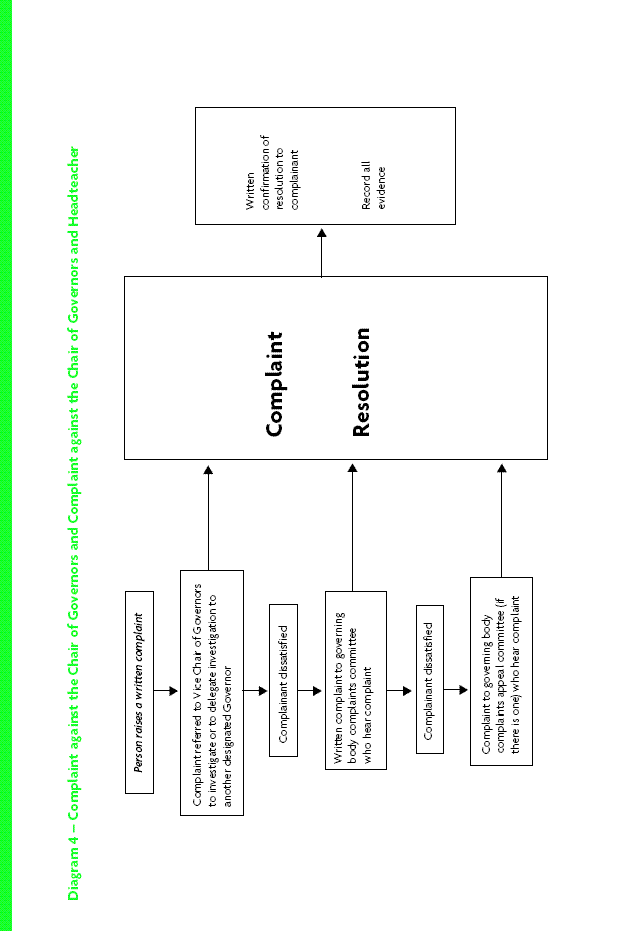 Diagram 4 – Complaint against the Chair of Governors and Complaint against the Chair of Governors and Headteacher
Person raises a written complaint
Complaint referred to Vice Chair of Governors
to investigate or to delegate investigation to
another designated Governor
Complainant dissatisfied
Written complaint to governing
body complaints committee
who hear complaint
Complainant dissatisfied
Complaint to governing body
complaints appeal committee (if
there is one) who hear complaint
Complaint
Resolution
Written
confirmation of
resolution to
complainant
Record all
evidence